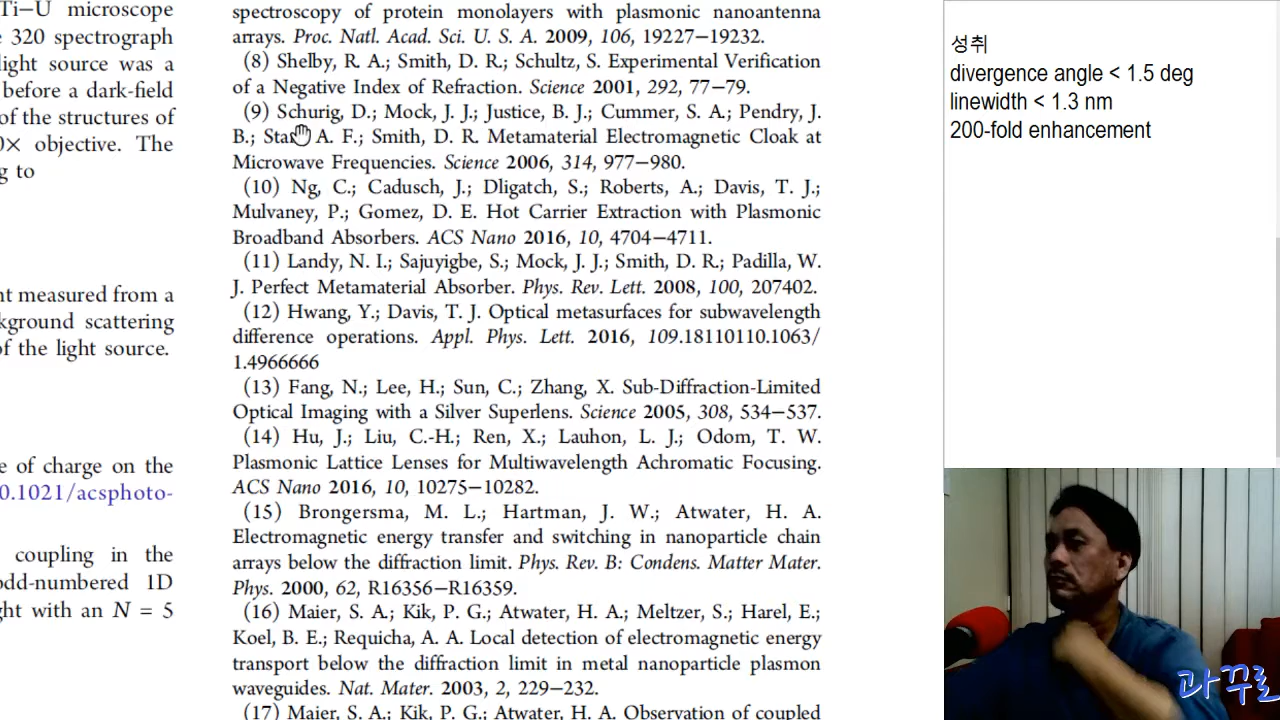 Ti−U microscope
320 spectrograph
light source was a
before a dark-field
of the structures of
0× objective. The
g to
nt measured from a
kground scattering
of the light source.
e of charge on the
0.1021/acsphoto-
coupling in the
odd-numbered 1D
ght with an N = 5
spectroscopy of protein monolayers with plasmonic nanoantenna
arrays. Proc. Natl. Acad. Sci. U. S. A. 2009, 106, 19227−19232.
(8) Shelby, R. A.; Smith, D. R.; Schultz, S. Experimental Verification
of a Negative Index of Refraction. Science 2001, 292, 77−79.
(9) Schurig, D.; Mock, J. J.; Justice, B. J.; Cummer, S. A.; Pendry, J.
B.; Sta A. F.; Smith, D. R. Metamaterial Electromagnetic Cloak at
Microwave Frequencies. Science 2006, 314, 977−980.
(10) Ng, C.; Cadusch, J.; Dligatch, S.; Roberts, A.; Davis, T. J.;
Mulvaney, P.; Gomez, D. E. Hot Carrier Extraction with Plasmonic
Broadband Absorbers. ACS Nano 2016, 10, 4704−4711.
(11) Landy, N. I.; Sajuyigbe, S.; Mock, J. J.; Smith, D. R.; Padilla, W.
J. Perfect Metamaterial Absorber. Phys. Rev. Lett. 2008, 100, 207402.
(12) Hwang, Y.; Davis, T. J. Optical metasurfaces for subwavelength
difference operations. Appl. Phys. Lett. 2016, 109.18110110.1063/
1.4966666
(13) Fang, N.; Lee, H.; Sun, C.; Zhang, X. Sub-Diffraction-Limited
Optical Imaging with a Silver Superlens. Science 2005, 308, 534−537.
(14) Hu, J.; Liu, C.-H.; Ren, X.; Lauhon, L. J.; Odom, T. W.
Plasmonic Lattice Lenses for Multiwavelength Achromatic Focusing.
ACS Nano 2016, 10, 10275−10282.
(15) Brongersma, M. L.; Hartman, J. W.; Atwater, H. A.
Electromagnetic energy transfer and switching in nanoparticle chain
arrays below the diffraction limit. Phys. Rev. B: Condens. Matter Mater.
Phys. 2000, 62, R16356−R16359.
(16) Maier, S. A.; Kik, P. G.; Atwater, H. A.; Meltzer, S.; Harel, E.;
Koel, B. E.; Requicha, A. A. Local detection of electromagnetic energy
transport below the diffraction limit in metal nanoparticle plasmon
waveguides. Nat. Mater. 2003, 2, 229−232.
(17) Maier, S. A.; Kik, P. G.; Atwater, H. A. Observation of coupled
성취
divergence angle < 1.5 deg
linewidth < 1.3 nm
200-fold enhancement
과꾸로